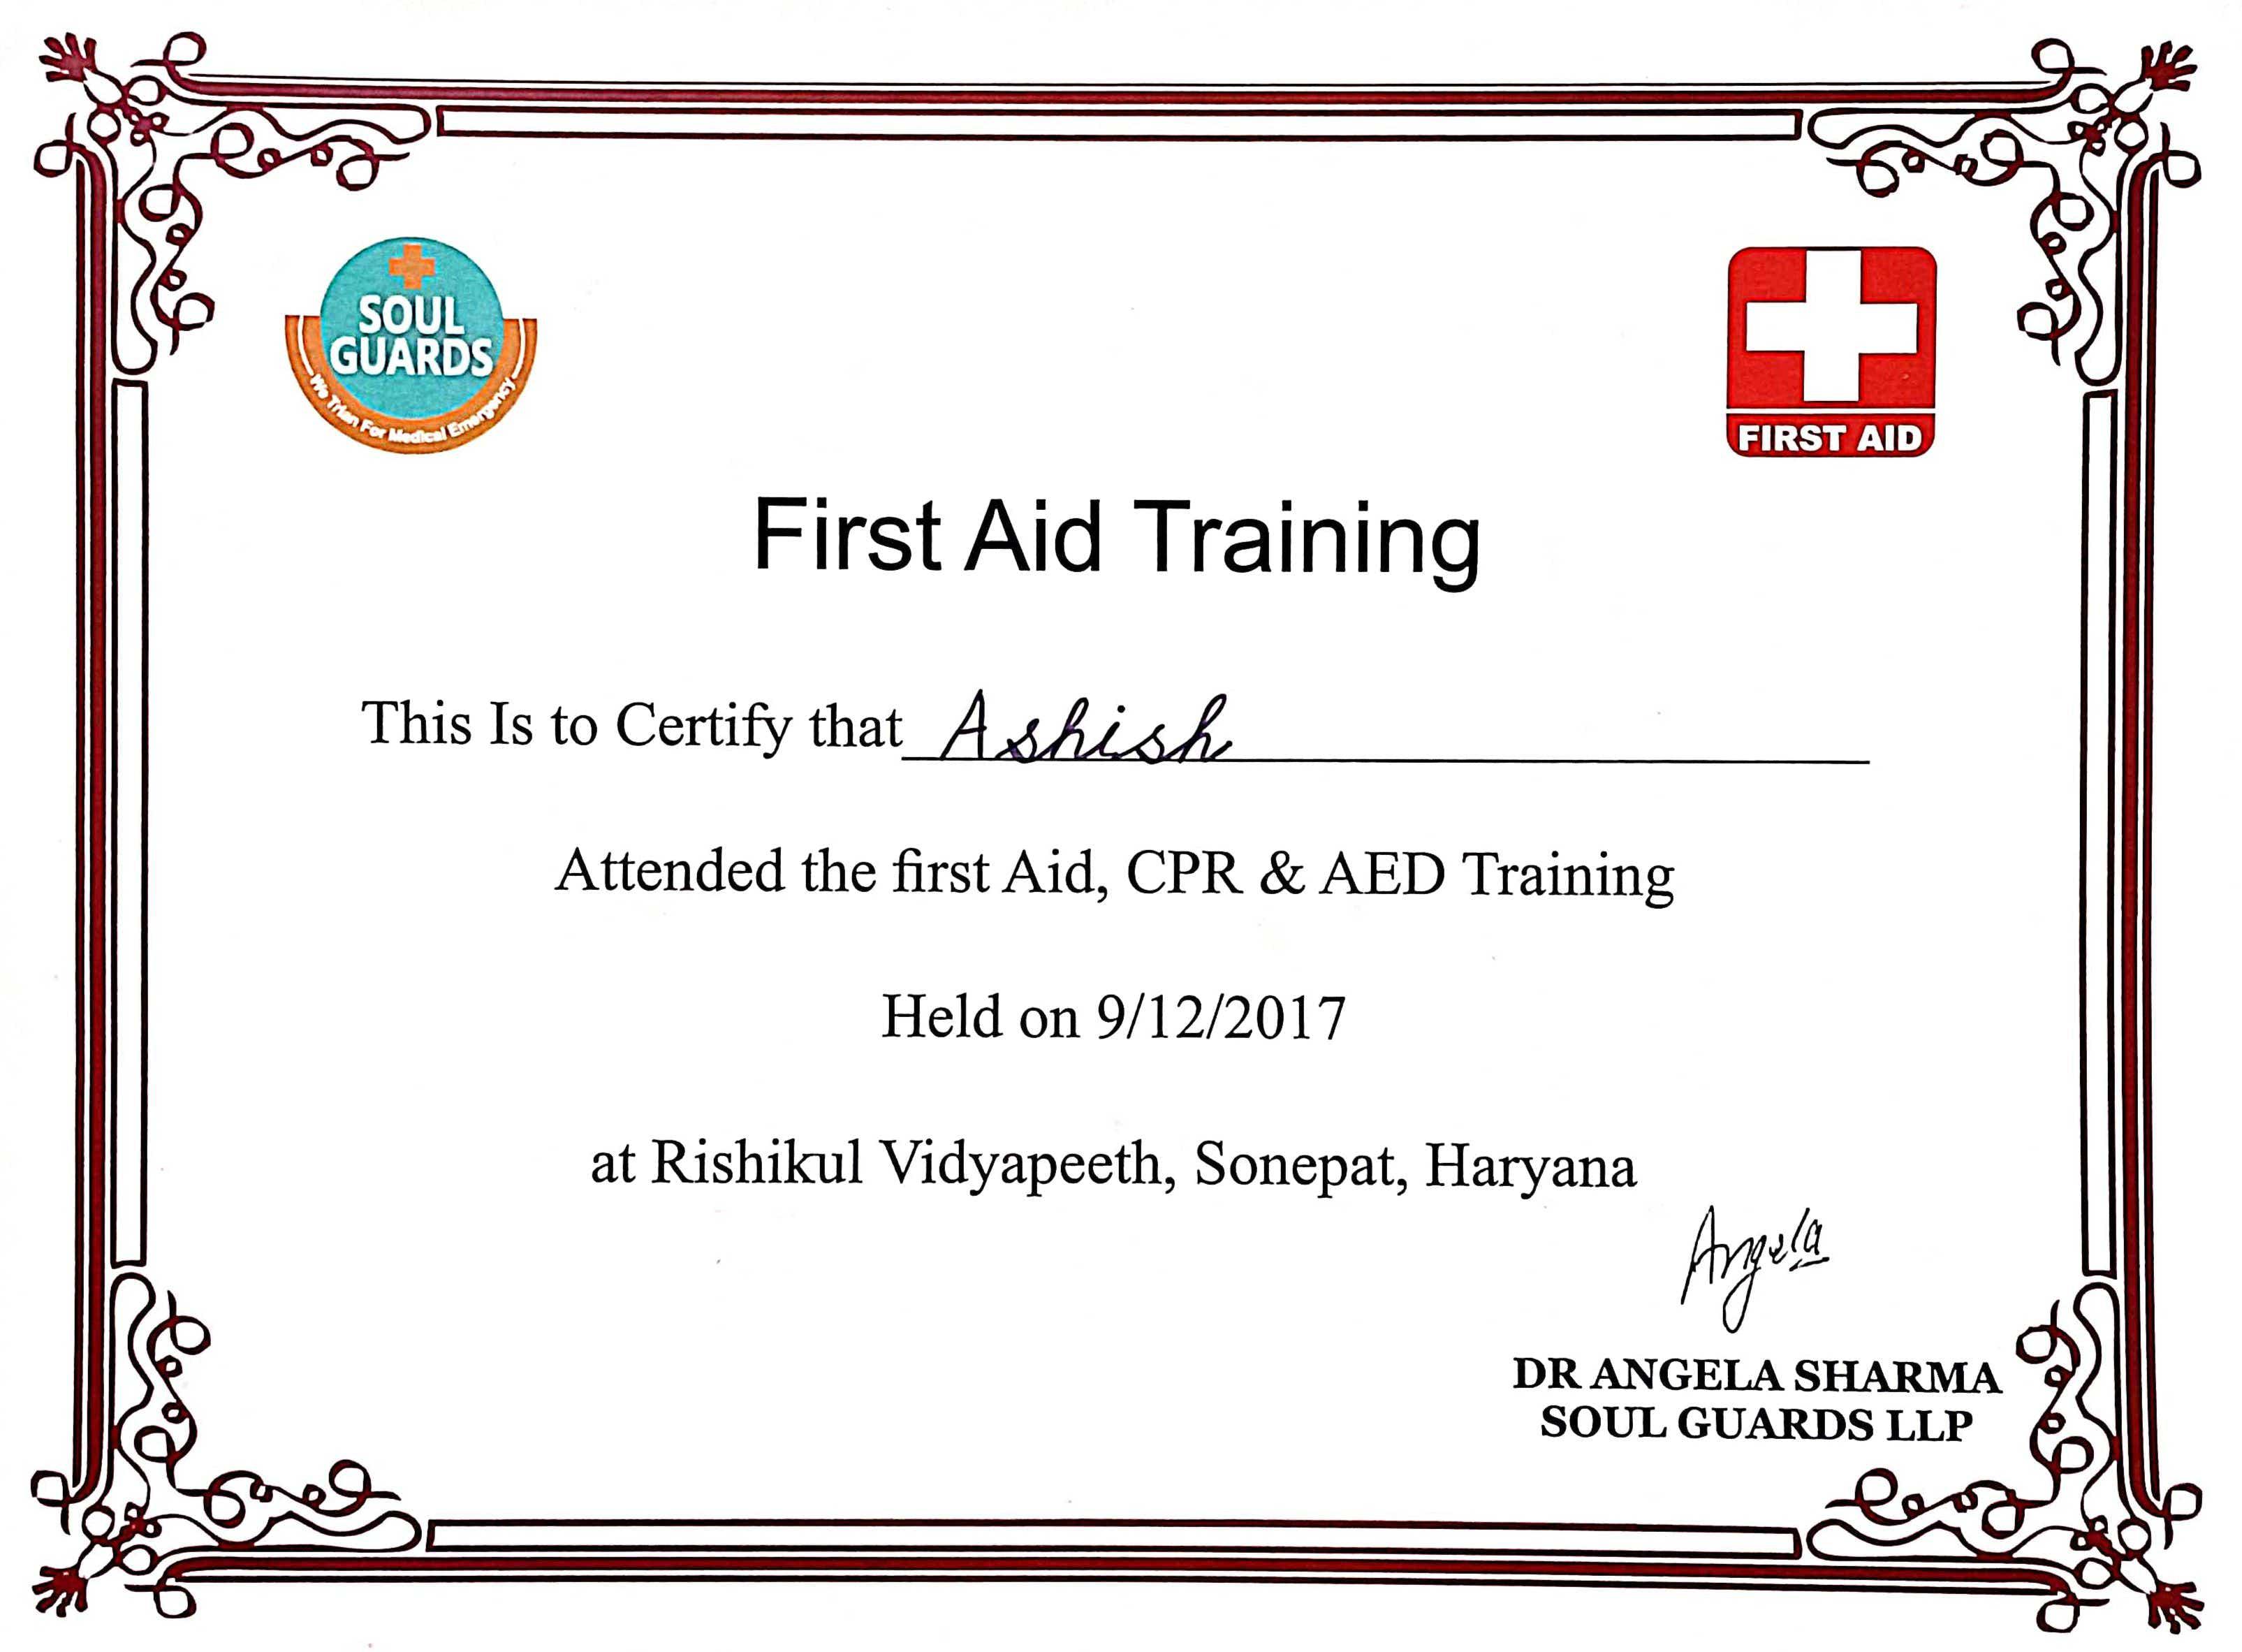 SOUL
GUARDS
We Trian For Medical Emergency
FIRST AID
First Aid Training
This Is to Certify that Ashish
Attended the first Aid, CPR & AED Training
Held on 9/12/2017
at Rishikul Vidyapeeth, Sonepat, Haryana
Angela
DR ANGELA SHARMA
SOUL GUARDS LLP